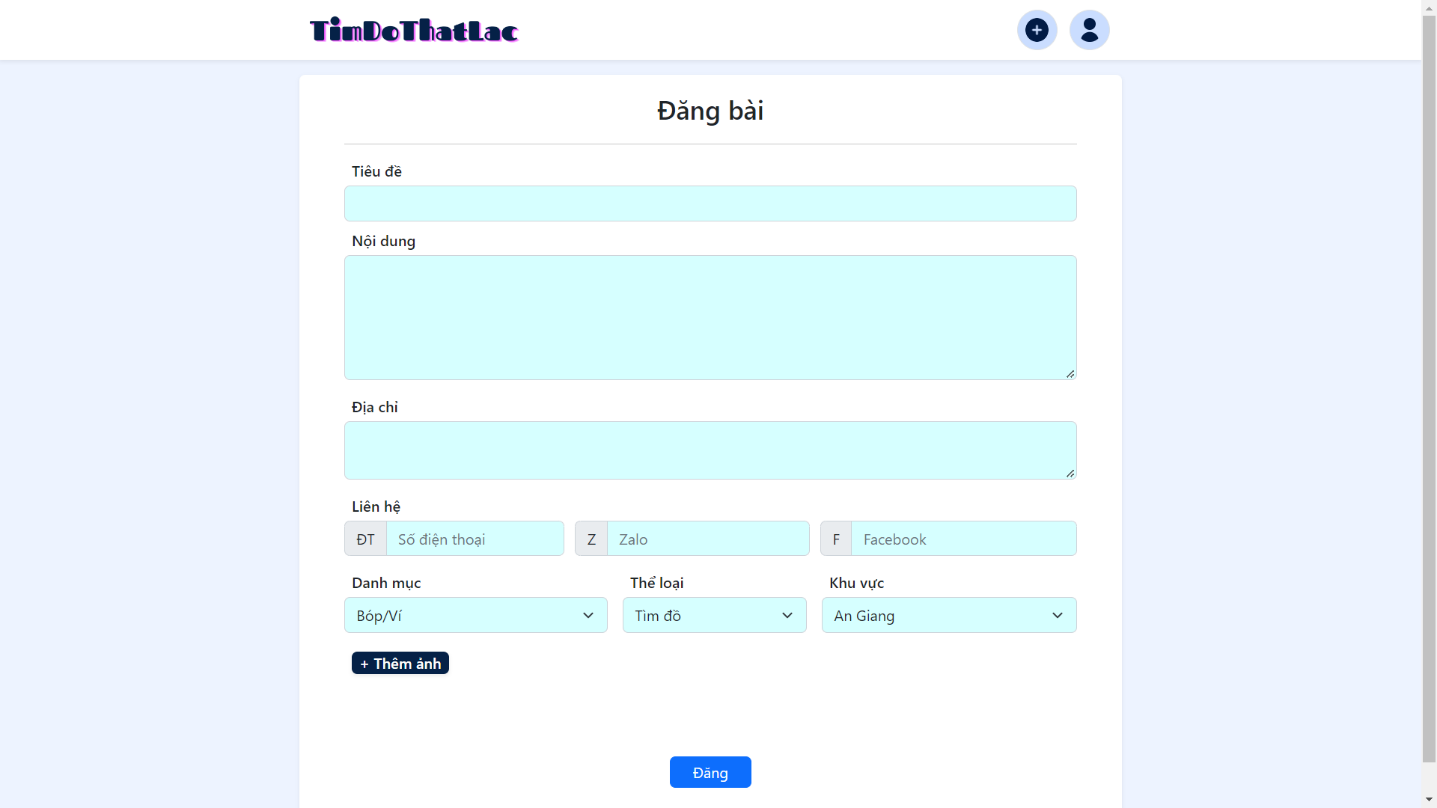 TimDoThatLac
Đăng bài
Tiêu đề
Nội dung
Địa chỉ
Liên hệ
ĐT Số điện thoại Z Zalo F Facebook
Danh mục Thể loại Khu vực
Bóp/Ví Tìm đồ An Giang
+ Thêm ảnh
Đăng